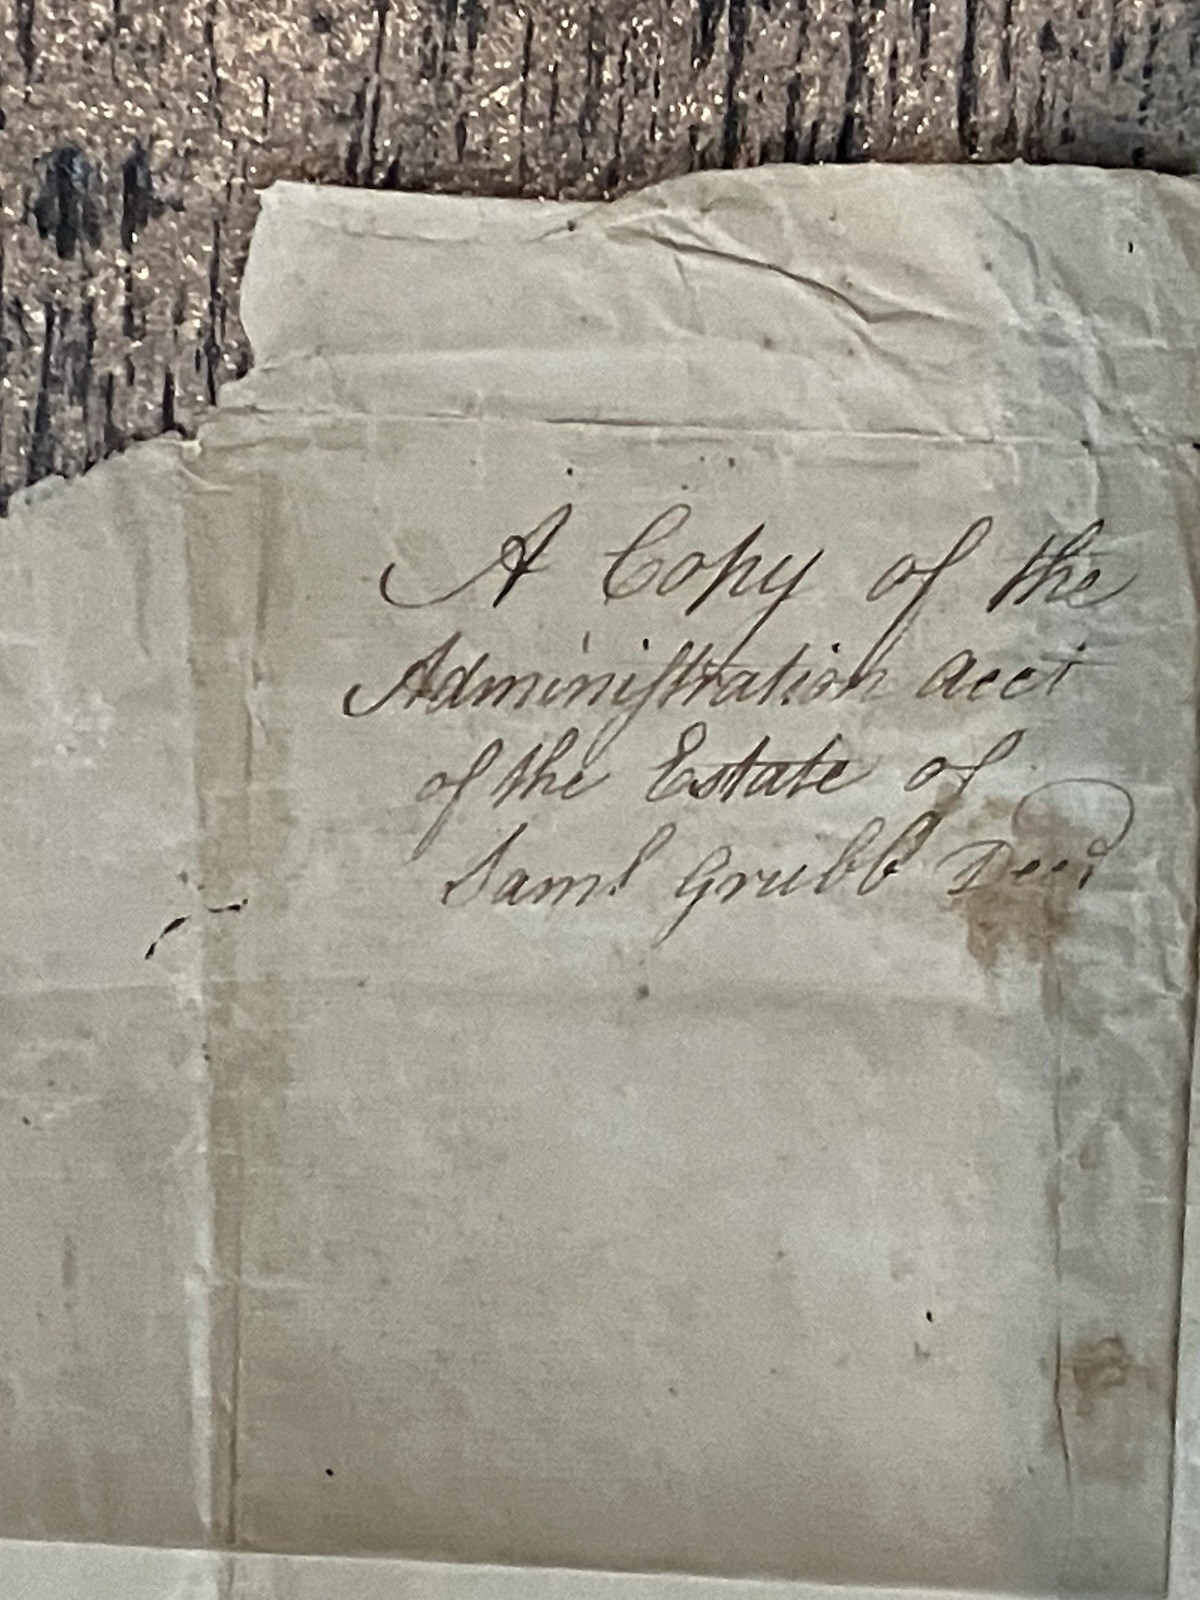 A Copy of the
Adminiſtration acct
of the Estate of
Saml Grubb Decd